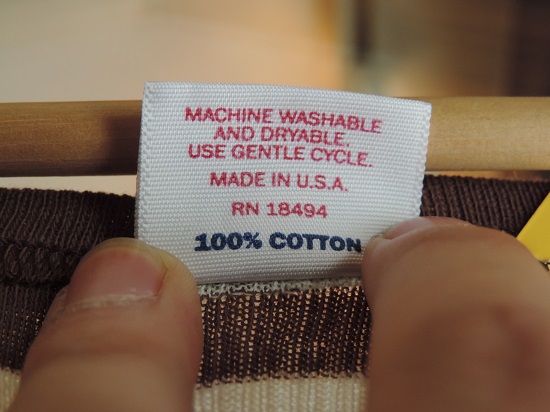 MACHINE WASHABLE
AND DRYABLE.
USE GENTLE CYCLE.
MADE IN U.S.A.
RN 18494
100% COTTON